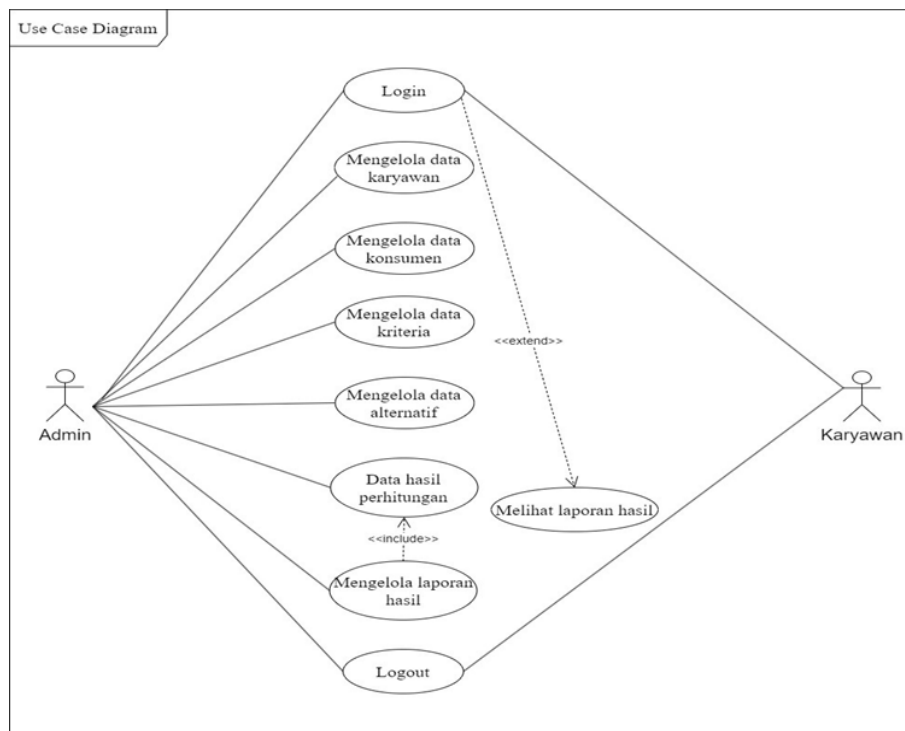 Use Case Diagram
Login
Mengelola data
karyawan
Mengelola data
konsumen
Mengelola data
kriteria
<<extend>>
Admin
Karyawan
Mengelola data
alternatif
Data hasil
perhitungan
Melihat laporan hasil
<<include>>
Mengelola laporan
hasil
Logout